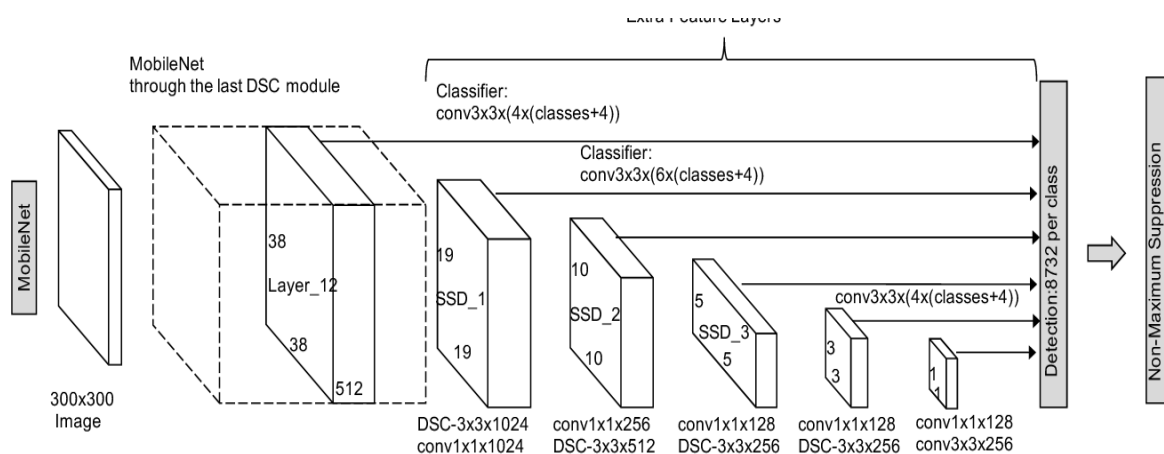 Extra Feature Layers
MobileNet
through the last DSC module
Classifier:
conv3x3x(4x(classes+4))
Classifier:
conv3x3x(6x(classes+4))
MobileNet
300x300
Image
38
Layer_12
38
512
19
SSD_1
19
10
SSD_2
10
5
SSD_3
5
conv3x3x(4x(classes+4))
3
3
1
1
DSC-3x3x1024
conv1x1x1024
conv1x1x256
DSC-3x3x512
conv1x1x128
DSC-3x3x256
conv1x1x128
DSC-3x3x256
conv1x1x128
conv3x3x256
Detection:8732 per class
Non-Maximum Suppression